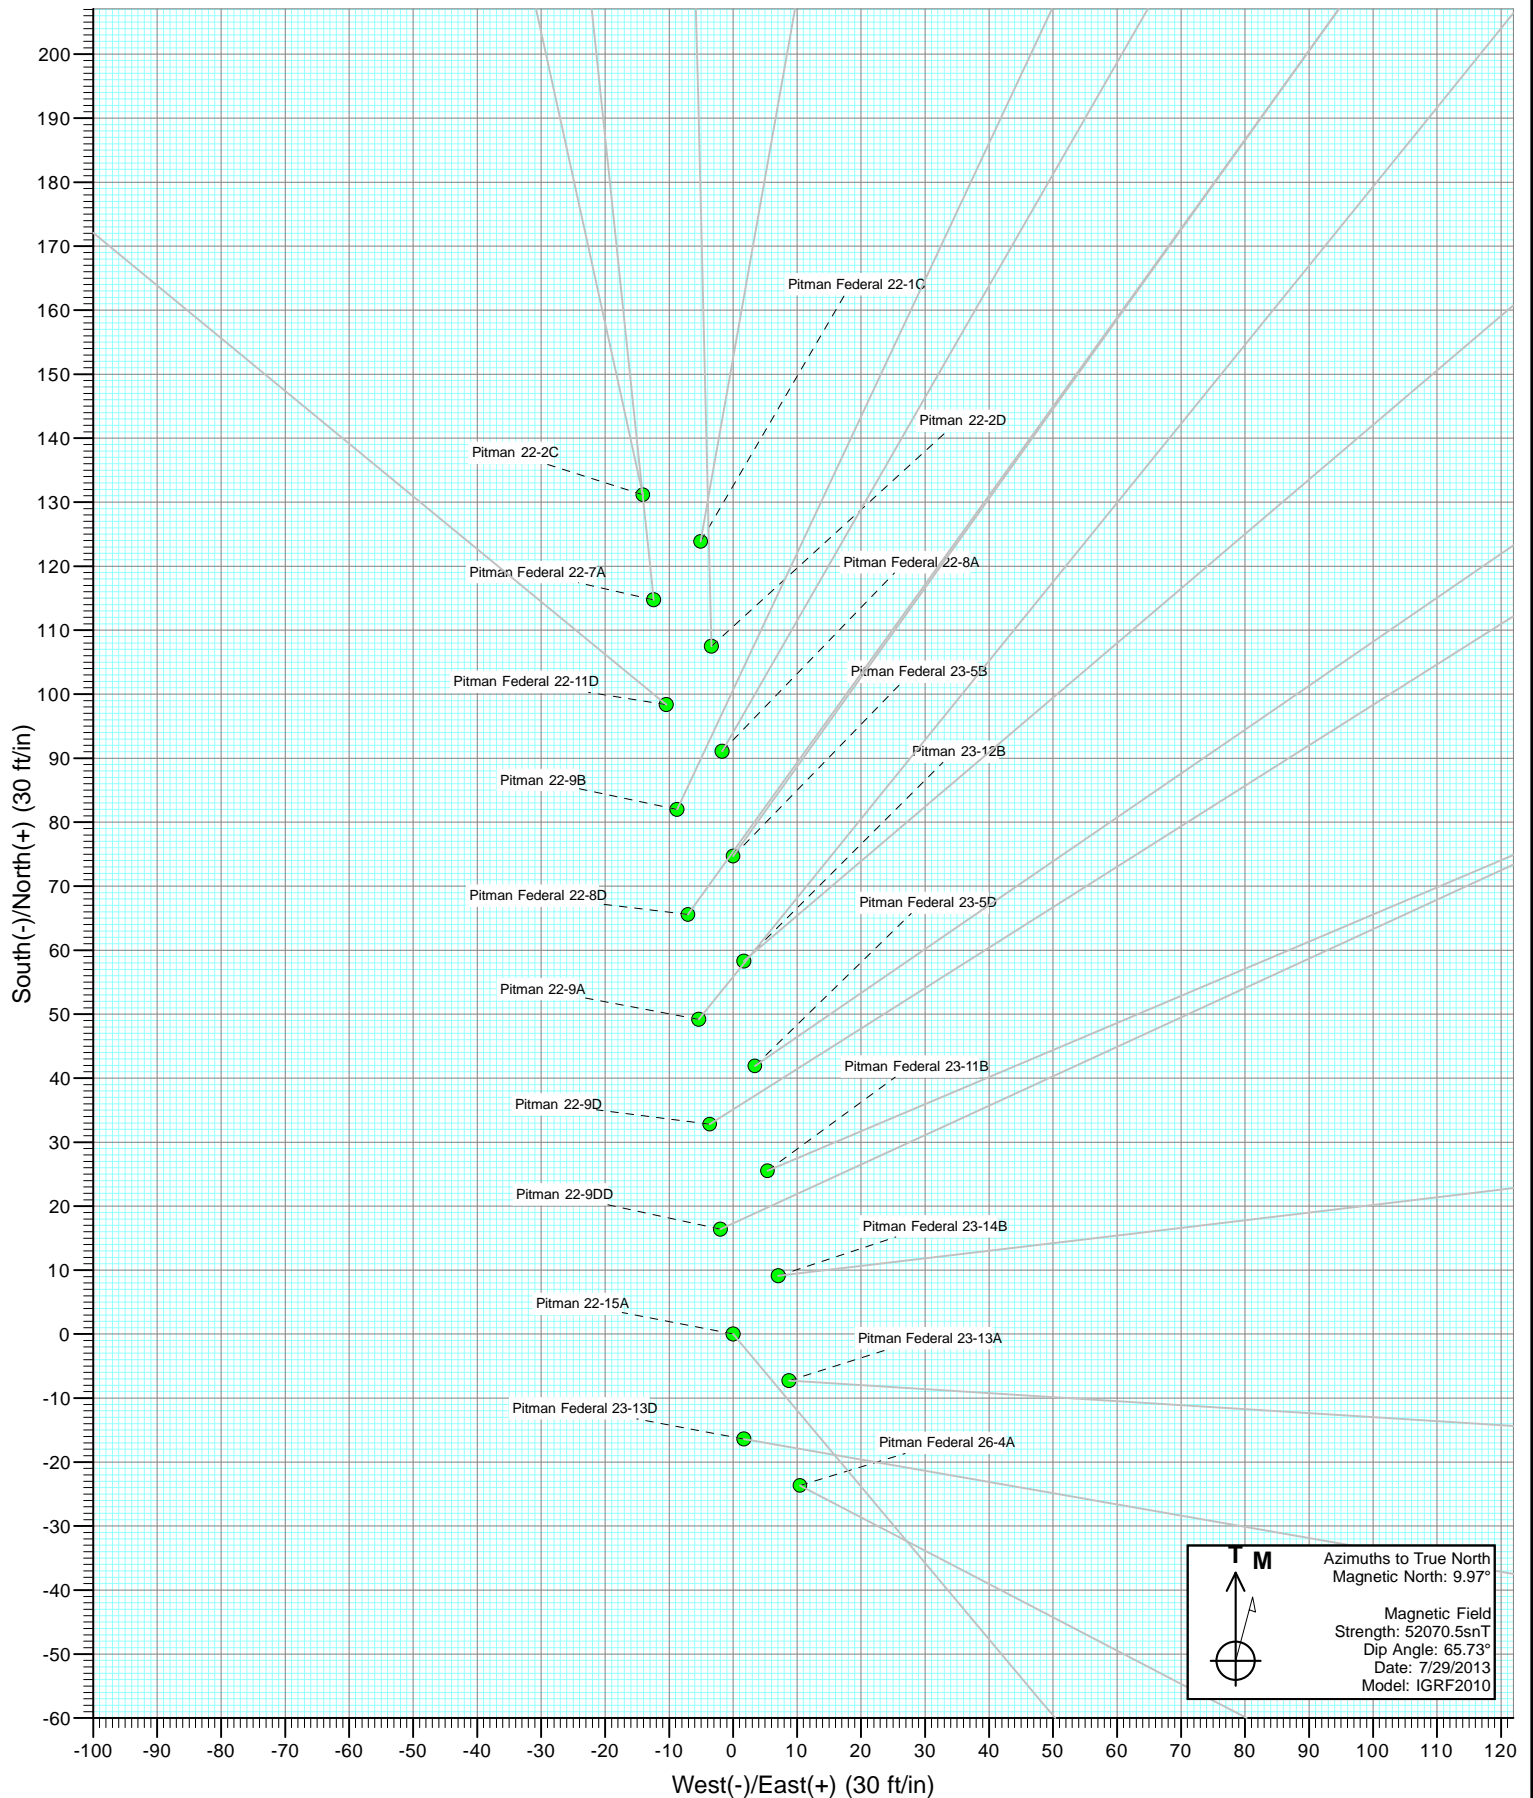 200
190
180
170
160
150
140
130
120
110
100
90
80
70
60
50
40
30
20
10
0
-10
-20
-30
-40
-50
-60
South(-)/North(+) (30 ft/in)
Pitman Federal 22-1C
Pitman 22-2D
Pitman 22-2C
Pitman Federal 22-8A
Pitman Federal 22-7A
Pitman Federal 23-5B
Pitman Federal 22-11D
Pitman 23-12B
Pitman 22-9B
Pitman Federal 22-8D
Pitman Federal 23-5D
Pitman 22-9A
Pitman Federal 23-11B
Pitman 22-9D
Pitman 22-9DD
Pitman Federal 23-14B
Pitman 22-15A
Pitman Federal 23-13A
Pitman Federal 23-13D
Pitman Federal 26-4A
T M
Azimuths to True North
Magnetic North: 9.97°
Magnetic Field
Strength: 52070.5snT
Dip Angle: 65.73°
Date: 7/29/2013
Model: IGRF2010
-100 -90 -80 -70 -60 -50 -40 -30 -20 -10 0 10 20 30 40 50 60 70 80 90 100 110 120
West(-)/East(+) (30 ft/in)